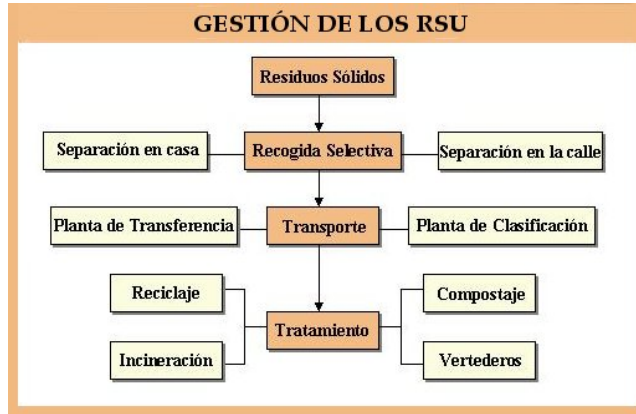 GESTIÓN DE LOS RSU
Residuos Sólidos
Separación en casa
Recogida Selectiva
Separación en la calle
Planta de Transferencia
Transporte
Planta de Clasificación
Reciclaje
Compostaje
Tratamiento
Incineración
Vertederos